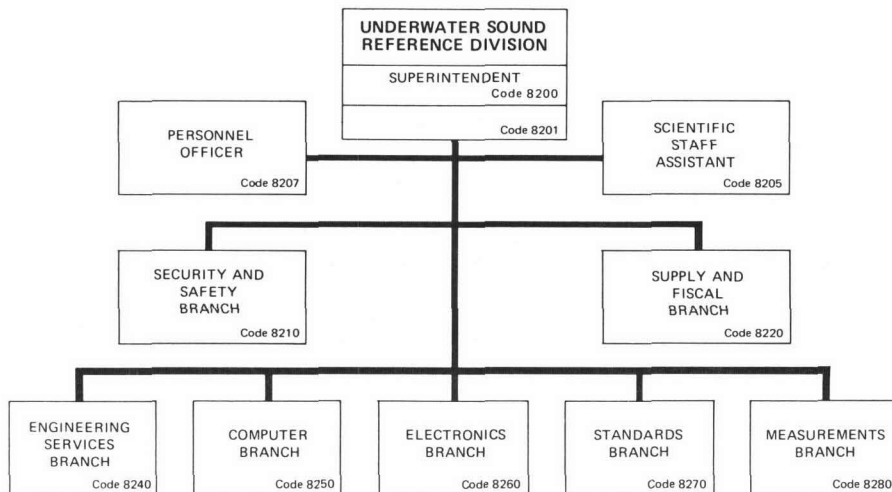 UNDERWATER SOUND
REFERENCE DIVISION
SUPERINTENDENT
Code 8200
Code 8201
PERSONNEL
OFFICER
Code 8207
SCIENTIFIC
STAFF
ASSISTANT
Code 8205
SECURITY AND
SAFETY
BRANCH
Code 8210
SUPPLY AND
FISCAL
BRANCH
Code 8220
ENGINEERING
SERVICES
BRANCH
Code 8240
COMPUTER
BRANCH
Code 8250
ELECTRONICS
BRANCH
Code 8260
STANDARDS
BRANCH
Code 8270
MEASUREMENTS
BRANCH
Code 8280